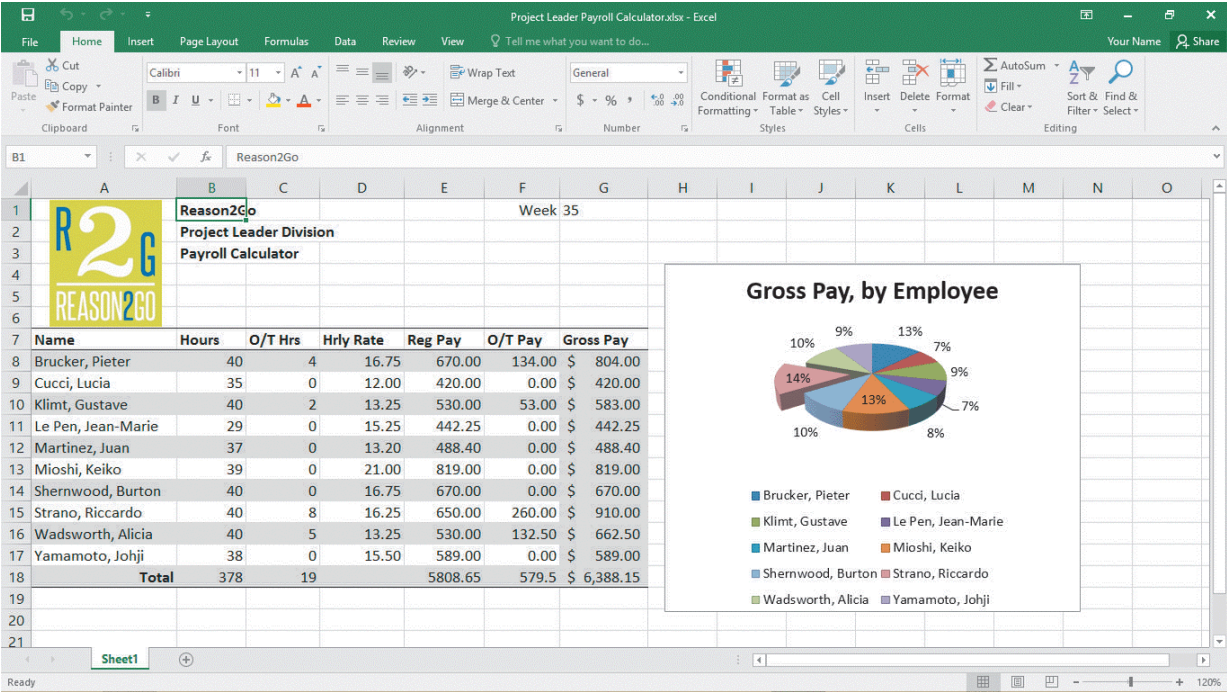 Project Leader Payroll Calculator.xlsx - Excel
File Home Insert Page Layout Formulas Data Review View Tell me what you want to do... Your Name Share
Paste
Cut
Copy
Format Painter
Clipboard
Calibri 11 A A
B I U A
Font
Wrap Text
Merge & Center
Alignment
General
$ % , .00 .0
Number
Conditional Formatting
Format as Table
Cell Styles
Styles
Insert Delete Format
Cells
AutoSum
Fill
Clear
Sort & Filter
Find & Select
Editing
B1 fx Reason2Go
A B C D E F G H I J K L M N O
1 Reason2Go Week 35
2 Project Leader Division
3 Payroll Calculator
4
5
6
R2G
REASON2GO
7 Name Hours O/T Hrs Hrly Rate Reg Pay O/T Pay Gross Pay
8 Brucker, Pieter 40 4 16.75 670.00 134.00 $ 804.00
9 Cucci, Lucia 35 0 12.00 420.00 0.00 $ 420.00
10 Klimt, Gustave 40 2 13.25 530.00 53.00 $ 583.00
11 Le Pen, Jean-Marie 29 0 15.25 442.25 0.00 $ 442.25
12 Martinez, Juan 37 0 13.20 488.40 0.00 $ 488.40
13 Mioshi, Keiko 39 0 21.00 819.00 0.00 $ 819.00
14 Shernwood, Burton 40 0 16.75 670.00 0.00 $ 670.00
15 Strano, Riccardo 40 8 16.25 650.00 260.00 $ 910.00
16 Wadsworth, Alicia 40 5 13.25 530.00 132.50 $ 662.50
17 Yamamoto, Johji 38 0 15.50 589.00 0.00 $ 589.00
18 Total 378 19 5808.65 579.5 $ 6,388.15
19
20
21
Gross Pay, by Employee
9% 13%
10% 7%
14% 9%
13% 7%
10% 8%
Brucker, Pieter Cucci, Lucia
Klimt, Gustave Le Pen, Jean-Marie
Martinez, Juan Mioshi, Keiko
Shernwood, Burton Strano, Riccardo
Wadsworth, Alicia Yamamoto, Johji
Sheet1
Ready 120%